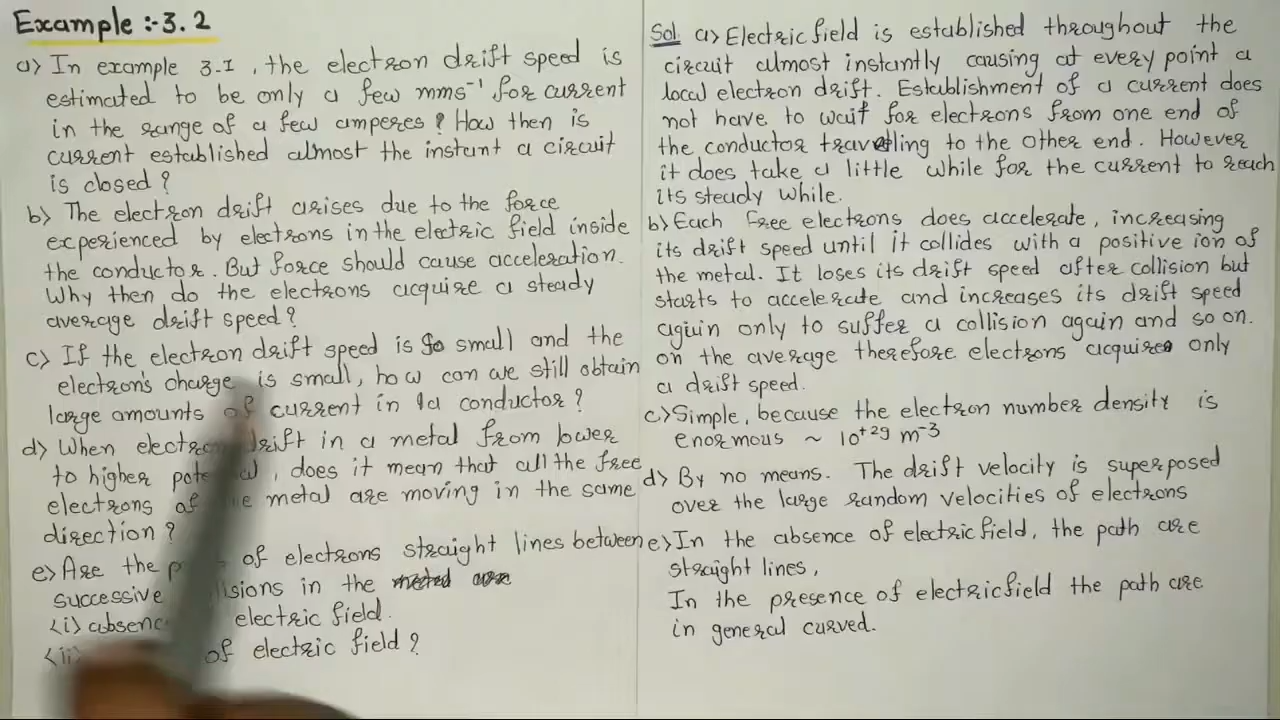 Example :- 3.2
a) In example 3.1, the electron drift speed is
estimated to be only a few mms⁻¹ for current
in the range of a few amperes? How then is
current established almost the instant a circuit
is closed?
b) The electron drift arises due to the force
experienced by electrons in the electric field inside
the conductor. But force should cause acceleration.
Why then do the electrons acquire a steady
average drift speed?
c) If the electron drift speed is so small and the
electron's charge is small, how can we still obtain
large amounts of current in a conductor?
d) When electron drift in a metal from lower
to higher , does it mean that all the free
electrons of metal are moving in the same
direction?
e) Are the of electrons straight lines between
successive in the
<i) electric field.
<ii) of electric field?
Sol. a) Electric field is established throughout the
circuit almost instantly causing at every point a
local electron drift. Establishment of a current does
not have to wait for electrons from one end of
the conductor travelling to the other end. However
it does take a little while for the current to reach
its steady while.
b) Each free electrons does accelerate, increasing
its drift speed until it collides with a positive ion of
the metal. It loses its drift speed after collision but
starts to accelerate and increases its drift speed
again only to suffer a collision again and so on.
on the average therefore electrons acquires only
a drift speed.
c) Simple, because the electron number density is
enormous ~ 10⁺²⁹ m⁻³
d) By no means. The drift velocity is superposed
over the large random velocities of electrons
e) In the absence of electric field, the path are
straight lines,
In the presence of electricfield the path are
in general curved.